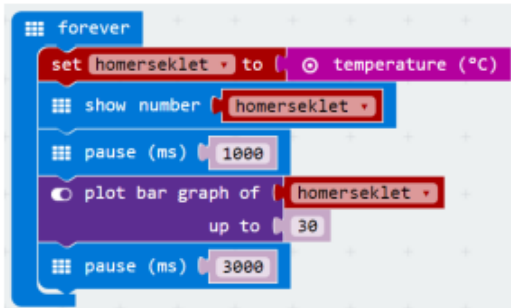 forever
set homerseklet to temperature (°C)
show number homerseklet
pause (ms) 1000
plot bar graph of homerseklet
up to 30
pause (ms) 3000